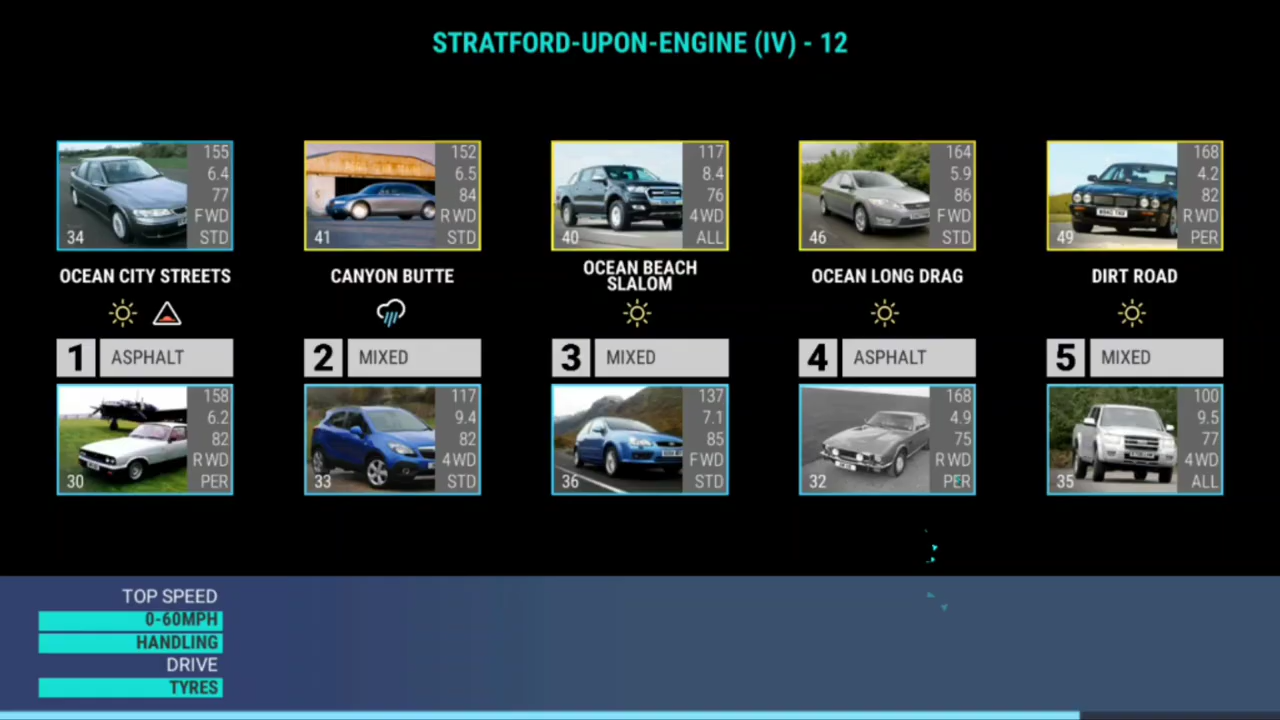 STRATFORD-UPON-ENGINE (IV) - 12
155
6.4
77
FWD
34 STD
152
6.5
84
RWD
41 STD
117
8.4
76
4WD
40 ALL
164
5.9
86
FWD
46 STD
168
4.2
82
RWD
49 PER
OCEAN CITY STREETS
CANYON BUTTE
OCEAN BEACH
SLALOM
OCEAN LONG DRAG
DIRT ROAD
1 ASPHALT
2 MIXED
3 MIXED
4 ASPHALT
5 MIXED
158
6.2
82
RWD
30 PER
117
9.4
82
4WD
33 STD
137
7.1
85
FWD
36 STD
168
4.9
75
RWD
32 PER
100
9.5
77
4WD
35 ALL
TOP SPEED
0-60MPH
HANDLING
DRIVE
TYRES